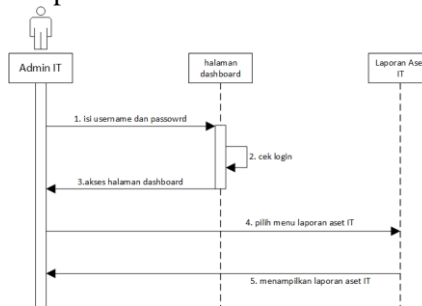 Admin IT
halaman
dashboard
Laporan Aset
IT
1. isi username dan passowrd
2. cek login
3.akses halaman dashboard
4. pilih menu laporan aset IT
5. menampilkan laporan aset IT